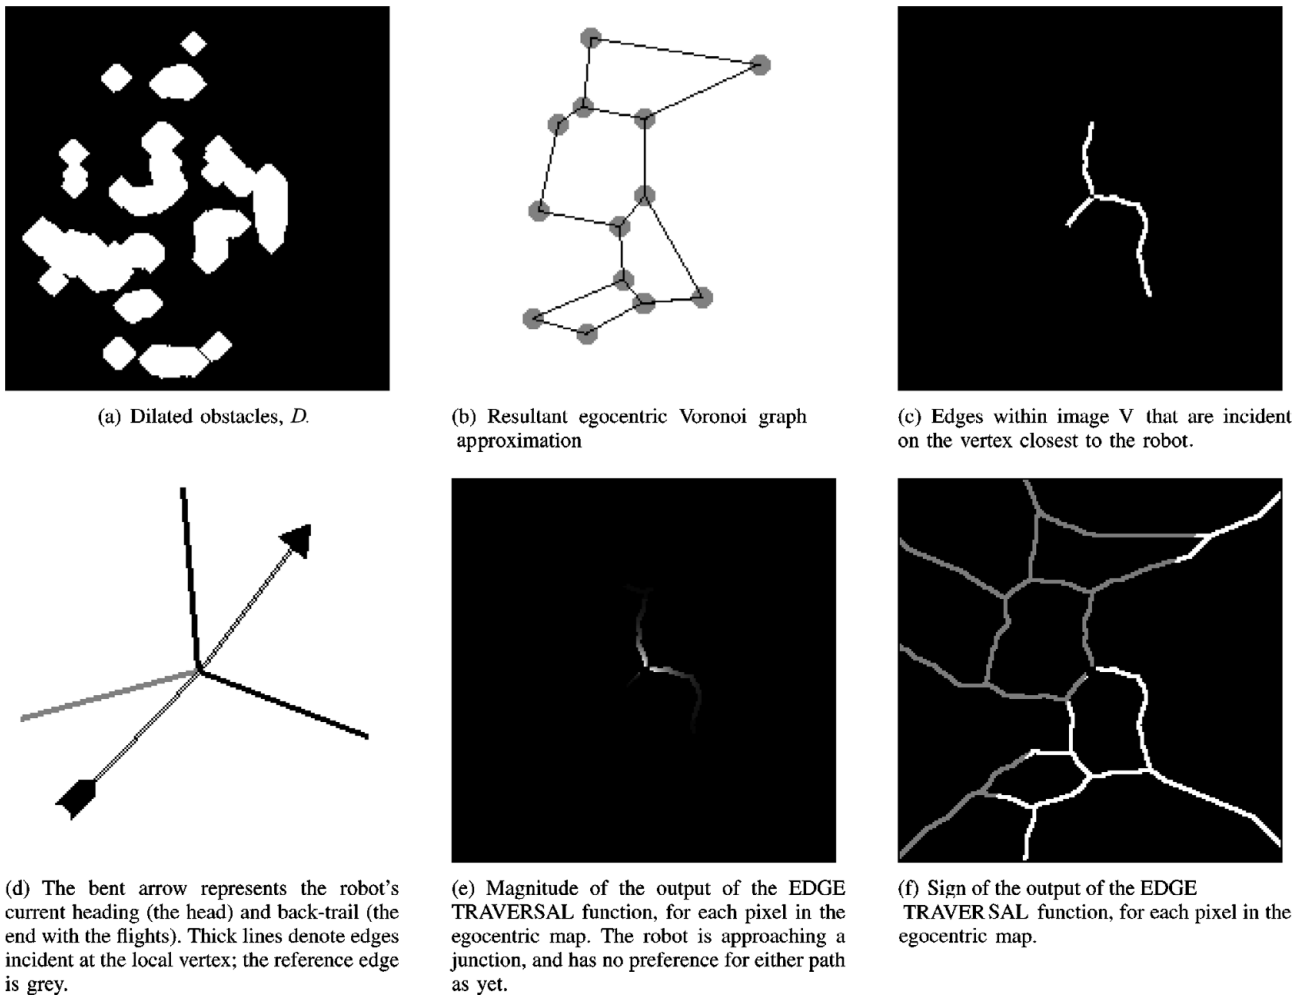 (a) Dilated obstacles, D.
(b) Resultant egocentric Voronoi graph
approximation
(c) Edges within image V that are incident
on the vertex closest to the robot.
(d) The bent arrow represents the robot's
current heading (the head) and back-trail (the
end with the flights). Thick lines denote edges
incident at the local vertex; the reference edge
is grey.
(e) Magnitude of the output of the EDGE
TRAVERSAL function, for each pixel in the
egocentric map. The robot is approaching a
junction, and has no preference for either path
as yet.
(f) Sign of the output of the EDGE
TRAVER SAL function, for each pixel in the
egocentric map.